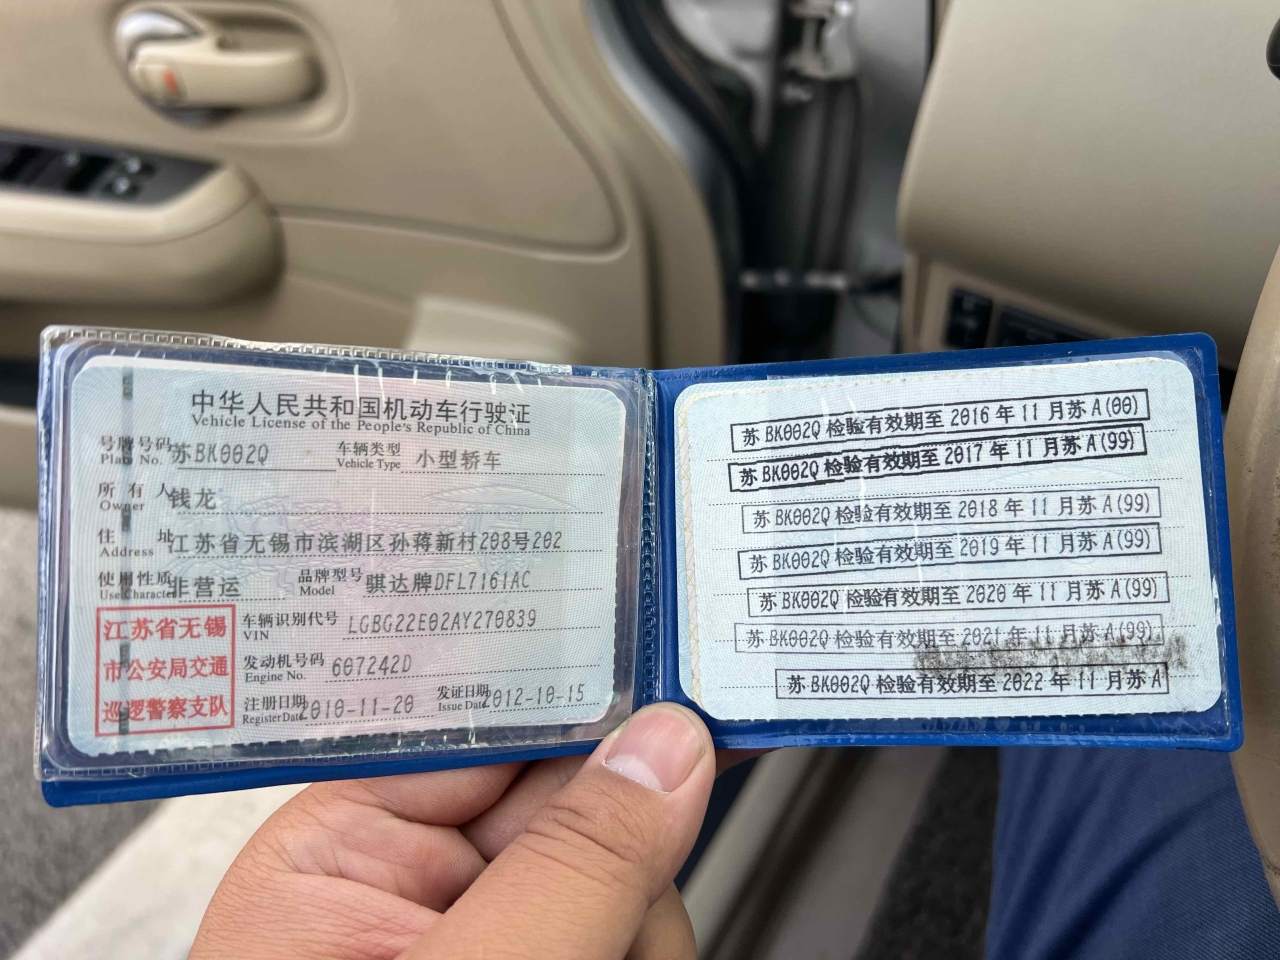 中华人民共和国机动车行驶证
Vehicle License of the People's Republic of China
号牌号码 苏BK002Q 车辆类型 小型轿车
Plate No. Vehicle Type
所有人 钱龙
Owner
住址 江苏省无锡市滨湖区孙蒋新村208号202
Address
使用性质 非营运 品牌型号 骐达牌DFL7161AC
Use Character Model
江苏省无锡
市公安局交通
巡逻警察支队
车辆识别代号 LGBG22E02AY270839
VIN
发动机号码 607242D
Engine No.
注册日期 2010-11-20 发证日期 2012-10-15
Register Date Issue Date
苏BK002Q 检验有效期至 2016 年 11 月苏 A(00)
苏BK002Q 检验有效期至 2017 年 11 月苏 A(99)
苏BK002Q 检验有效期至 2018 年 11 月苏 A(99)
苏BK002Q 检验有效期至 2019 年 11 月苏 A(99)
苏BK002Q 检验有效期至 2020 年 11 月苏 A(99)
苏BK002Q 检验有效期至 2021 年 11 月苏 A(99)
苏BK002Q 检验有效期至 2022 年 11 月苏 A